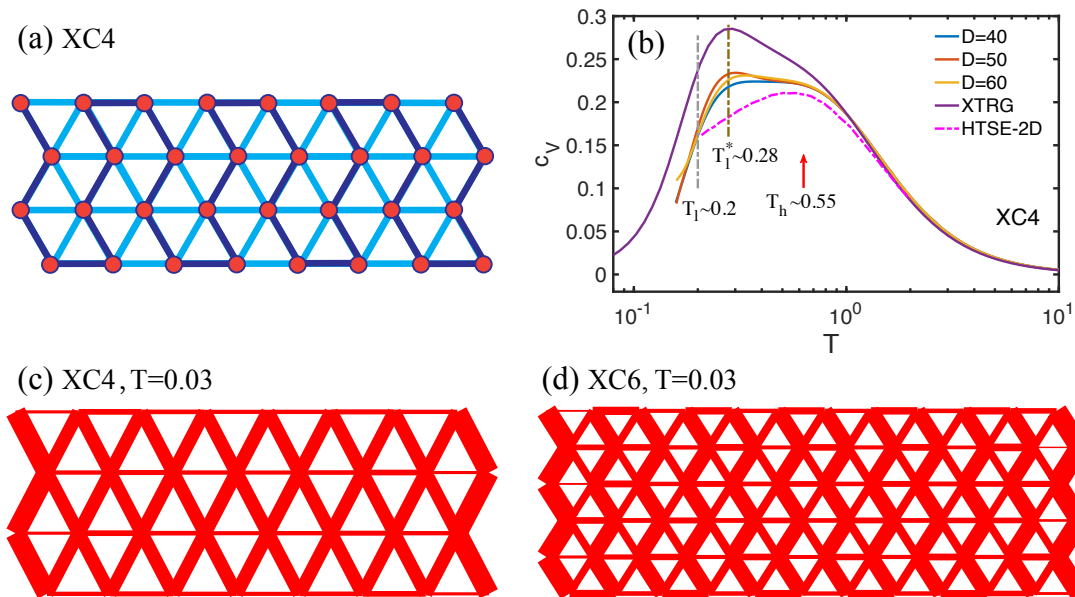 (a) XC4
(b)
0.3
0.25
0.2
0.15
0.1
0.05
0
c_V
D=40
D=50
D=60
XTRG
HTSE-2D
T_l^*~0.28
T_l~0.2
T_h~0.55
XC4
10^-1
10^0
10^1
T
(c) XC4, T=0.03
(d) XC6, T=0.03